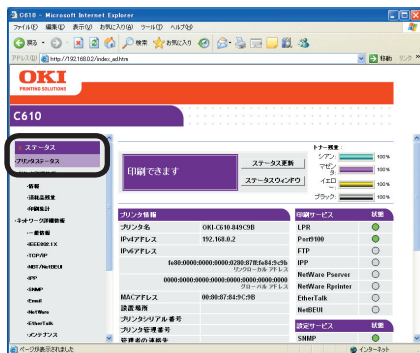 C610 - Microsoft Internet Explorer
ファイル(F) 編集(E) 表示(V) お気に入り(A) ツール(T) ヘルプ(H)
戻る 検索 お気に入り
アドレス(D) http://192.168.0.2/index_ad.htm 移動 リンク »
OKI
PRINTING SOLUTIONS
C610
ステータス
プリンタステータス
情報
消耗品残量
印刷集計
ネットワーク詳細情報
一般情報
IEEE802.1X
TCP/IP
NBT/NetBEUI
IPP
SNMP
Email
NetWare
EtherTalk
メンテナンス
印刷できます
ステータス更新
ステータスウィンドウ
トナー残量:
シアン: 100%
マゼンタ: 100%
イエロー: 100%
ブラック: 100%
プリンタ情報
プリンタ名 OKI-C610-849C9B
IPv4アドレス 192.168.0.2
IPv6アドレス
fe80:0000:0000:0000:0280:87ff:fe84:9c9b
リンクローカル アドレス
0000:0000:0000:0000:0000:0000:0000:0000
グローバル アドレス
MACアドレス 00:80:87:84:9C:9B
設置場所
プリンタシリアル番号
プリンタ管理番号
管理者の連絡先
印刷サービス 状態
LPR
Port9100
FTP
IPP
NetWare Pserver
NetWare Rprinter
EtherTalk
NetBEUI
設定サービス 状態
SNMP
ページが表示されました インターネット